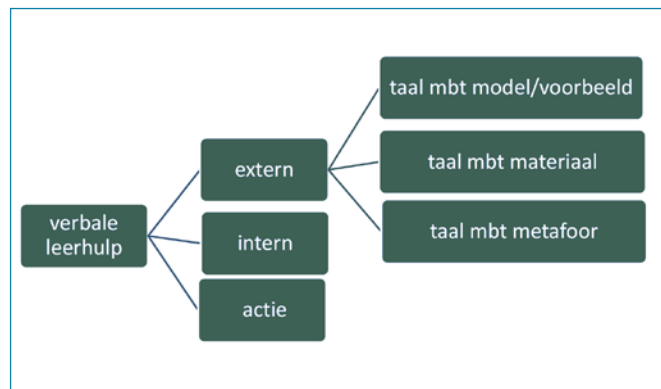 verbale
leerhulp
extern
intern
actie
taal mbt model/voorbeeld
taal mbt materiaal
taal mbt metafoor